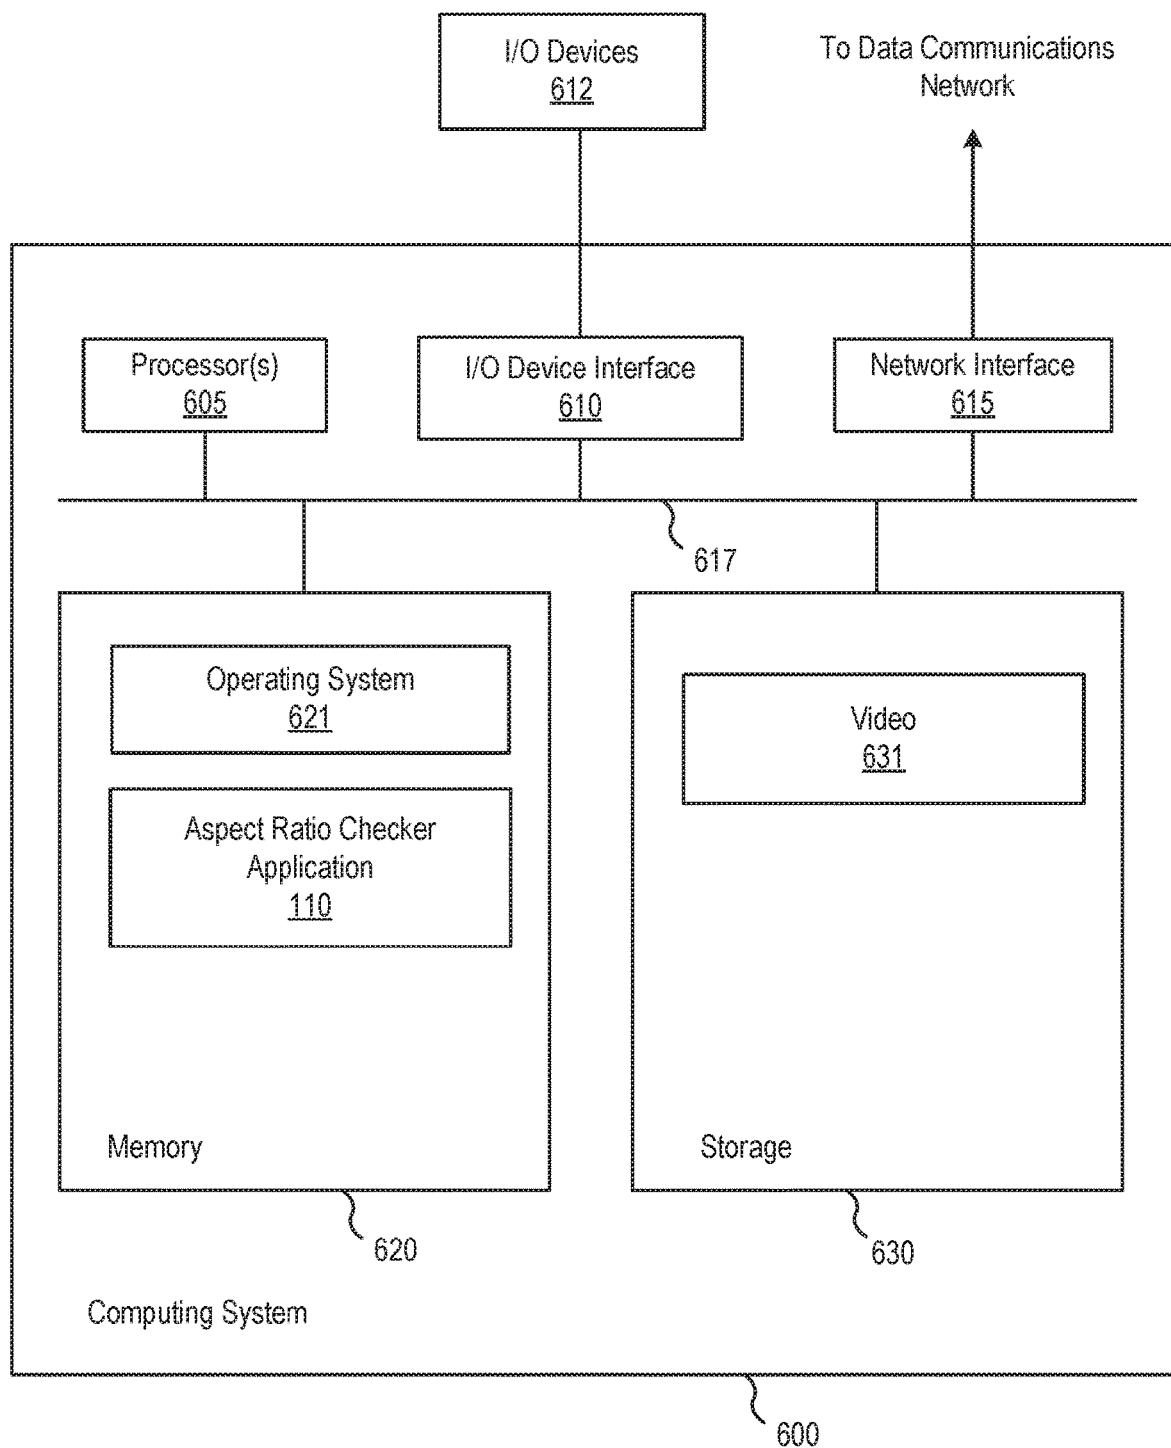 I/O Devices
612
To Data Communications
Network
Processor(s)
605
I/O Device Interface
610
Network Interface
615
617
Operating System
621
Aspect Ratio Checker
Application
110
Memory
620
Video
631
Storage
630
Computing System
600